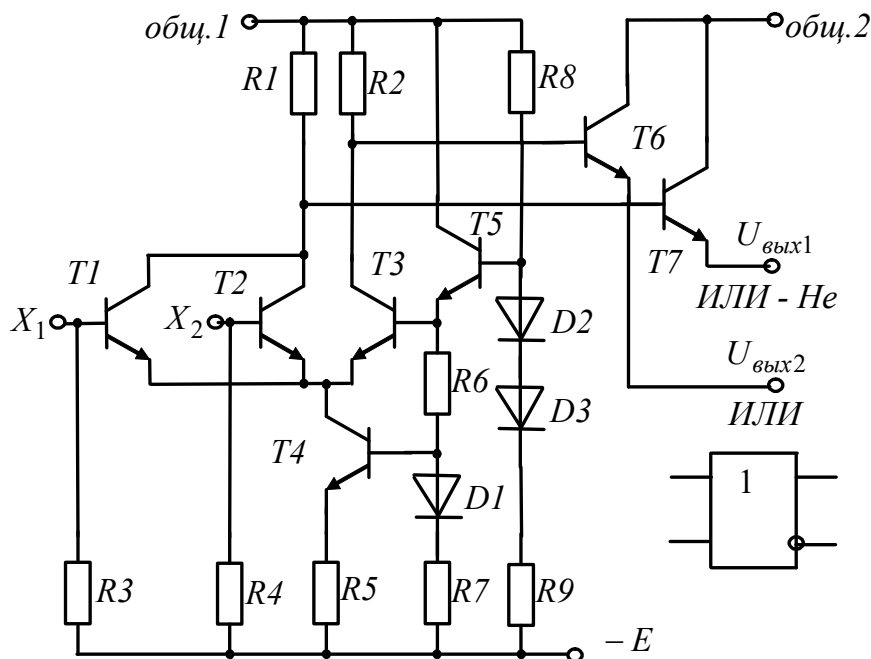 общ.1
общ.2
R1
R2
R8
T6
T5
T7
Uвых1
ИЛИ - Не
T1
T2
T3
X1
X2
D2
Uвых2
R6
D3
ИЛИ
T4
D1
1
R3
R4
R5
R7
R9
– E